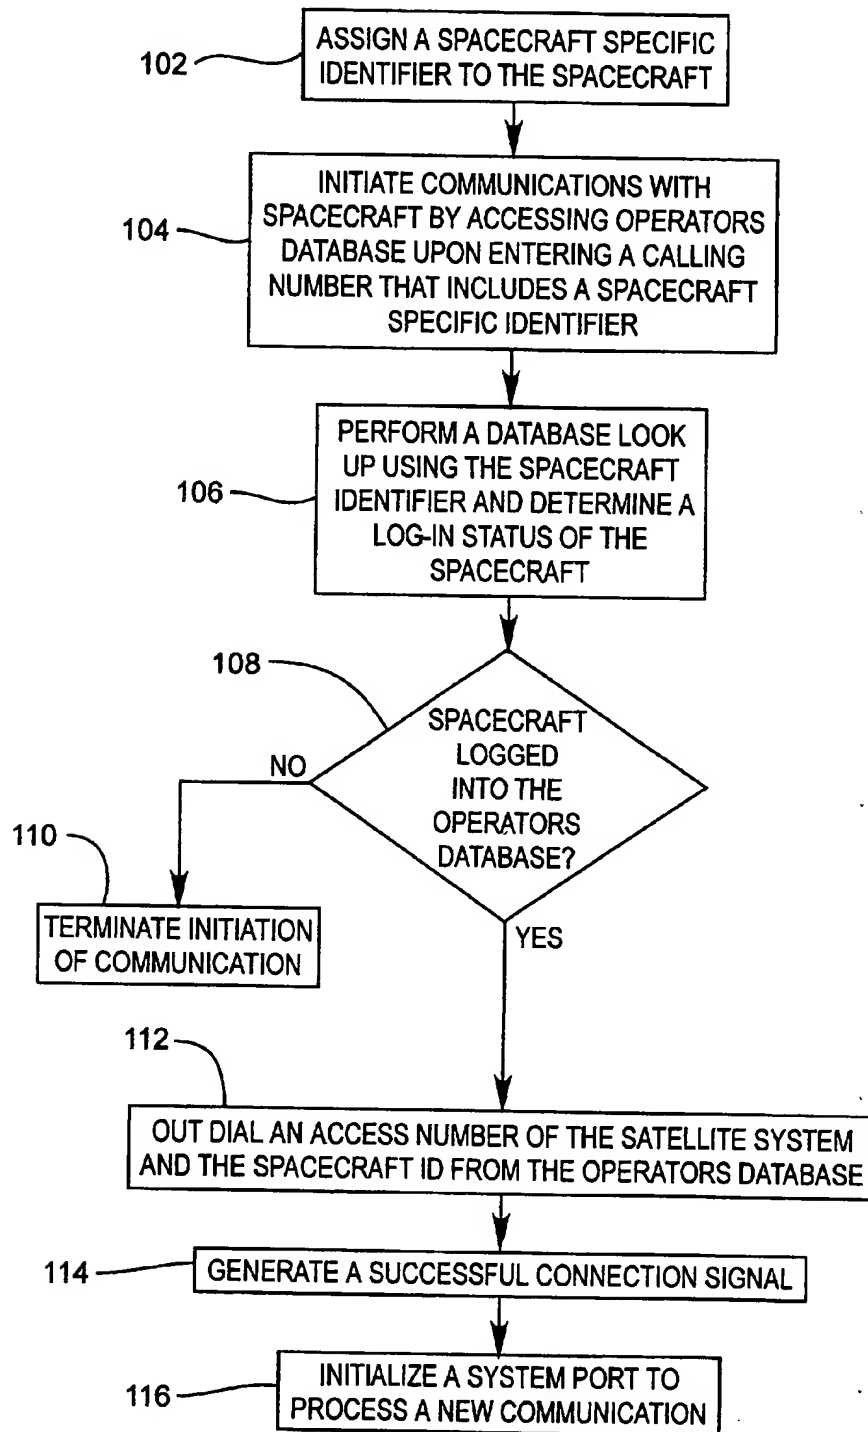 102
ASSIGN A SPACECRAFT SPECIFIC
IDENTIFIER TO THE SPACECRAFT
104
INITIATE COMMUNICATIONS WITH
SPACECRAFT BY ACCESSING OPERATORS
DATABASE UPON ENTERING A CALLING
NUMBER THAT INCLUDES A SPACECRAFT
SPECIFIC IDENTIFIER
106
PERFORM A DATABASE LOOK
UP USING THE SPACECRAFT
IDENTIFIER AND DETERMINE A
LOG-IN STATUS OF THE
SPACECRAFT
108
SPACECRAFT
LOGGED
INTO THE
OPERATORS
DATABASE?
NO
110
TERMINATE INITIATION
OF COMMUNICATION
YES
112
OUT DIAL AN ACCESS NUMBER OF THE SATELLITE SYSTEM
AND THE SPACECRAFT ID FROM THE OPERATORS DATABASE
114
GENERATE A SUCCESSFUL CONNECTION SIGNAL
116
INITIALIZE A SYSTEM PORT TO
PROCESS A NEW COMMUNICATION